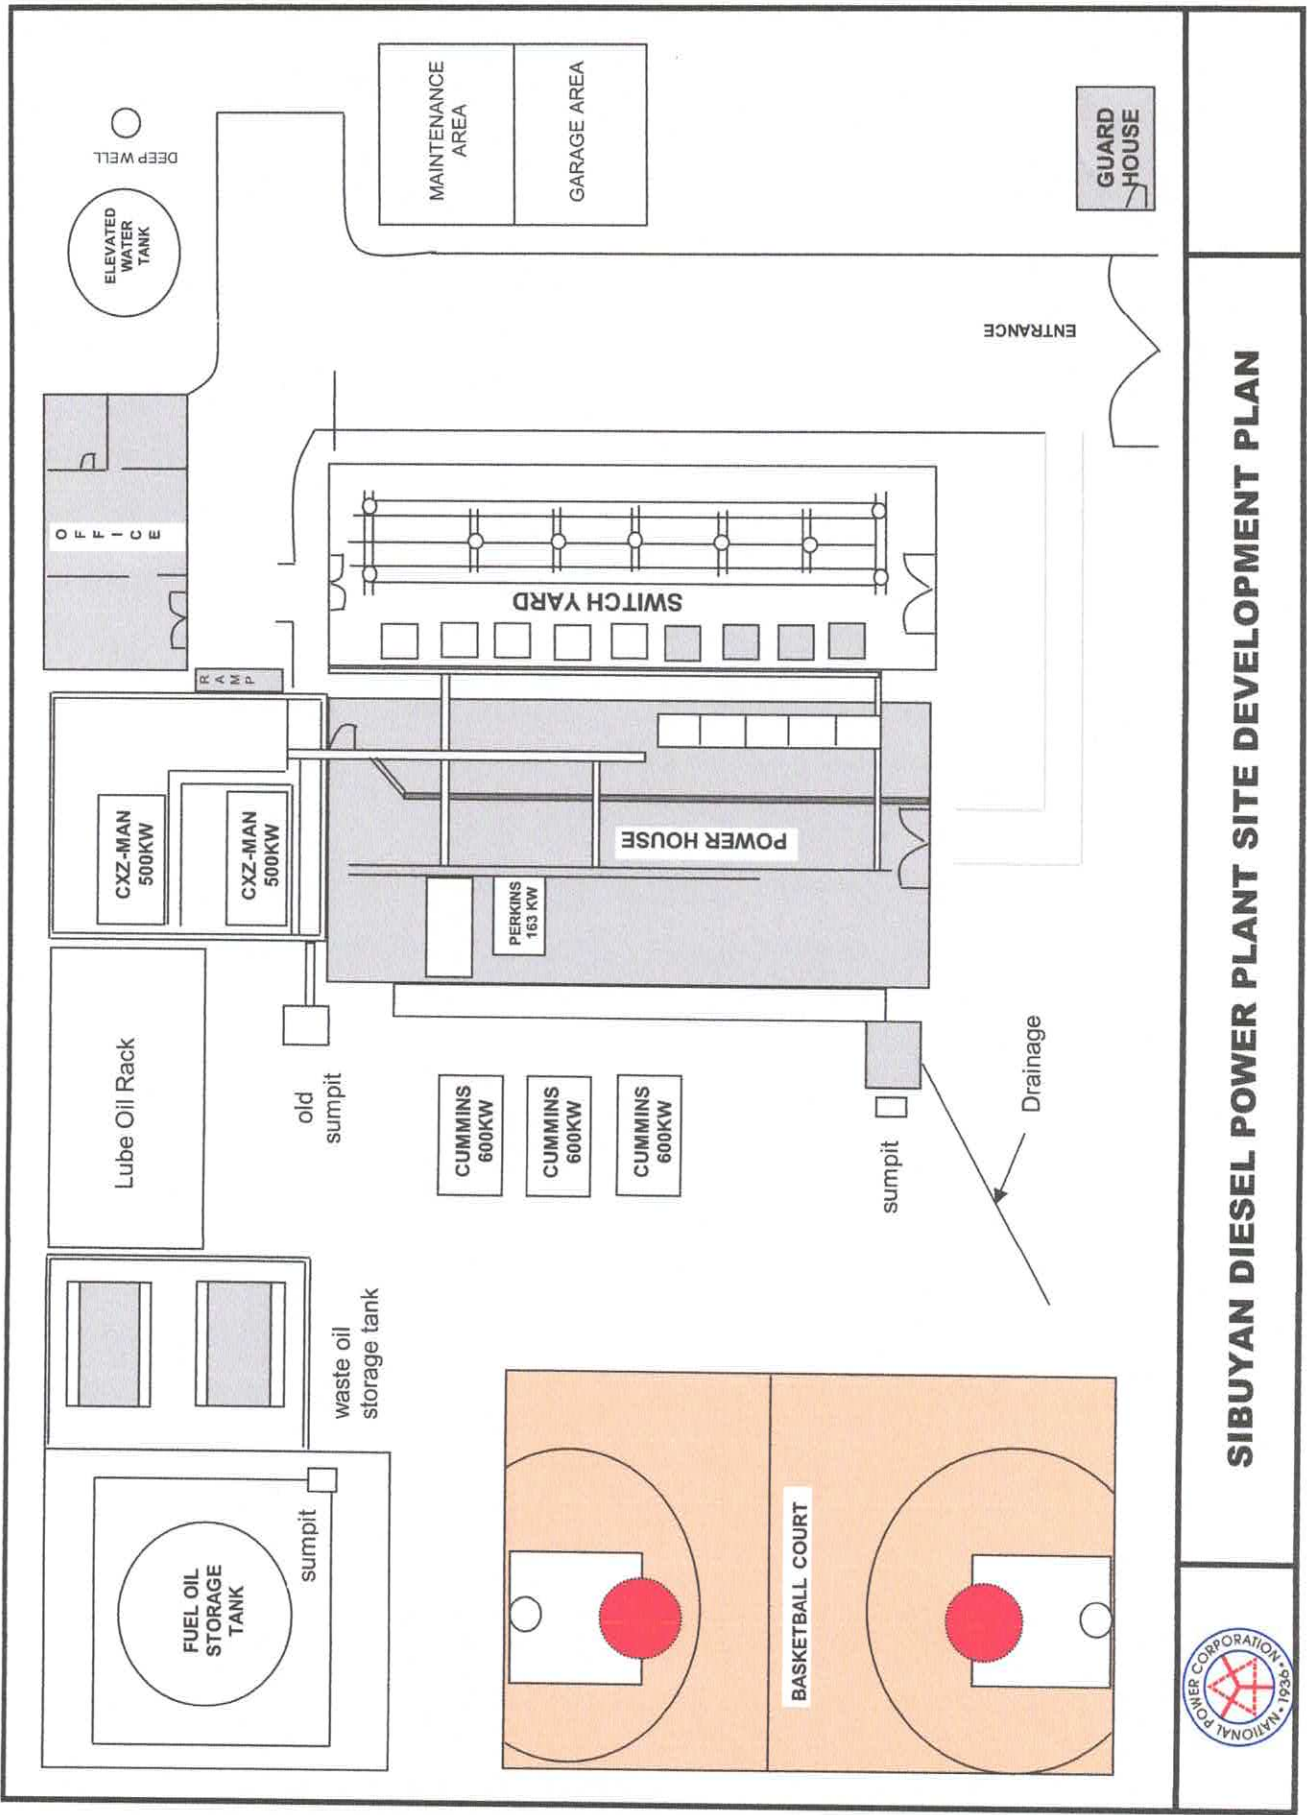 FUEL OIL
STORAGE
TANK
sumpit
waste oil
storage tank
Lube Oil Rack
old
sumpit
CXZ-MAN
500KW
CXZ-MAN
500KW
RAMP
OFFICE
ELEVATED
WATER
TANK
DEEP WELL
MAINTENANCE
AREA
GARAGE AREA
GUARD
HOUSE
ENTRANCE
SWITCH YARD
POWER HOUSE
PERKINS
163 KW
CUMMINS
600KW
CUMMINS
600KW
CUMMINS
600KW
sumpit
Drainage
BASKETBALL COURT
NATIONAL POWER CORPORATION • 1936 •
SIBUYAN DIESEL POWER PLANT SITE DEVELOPMENT PLAN